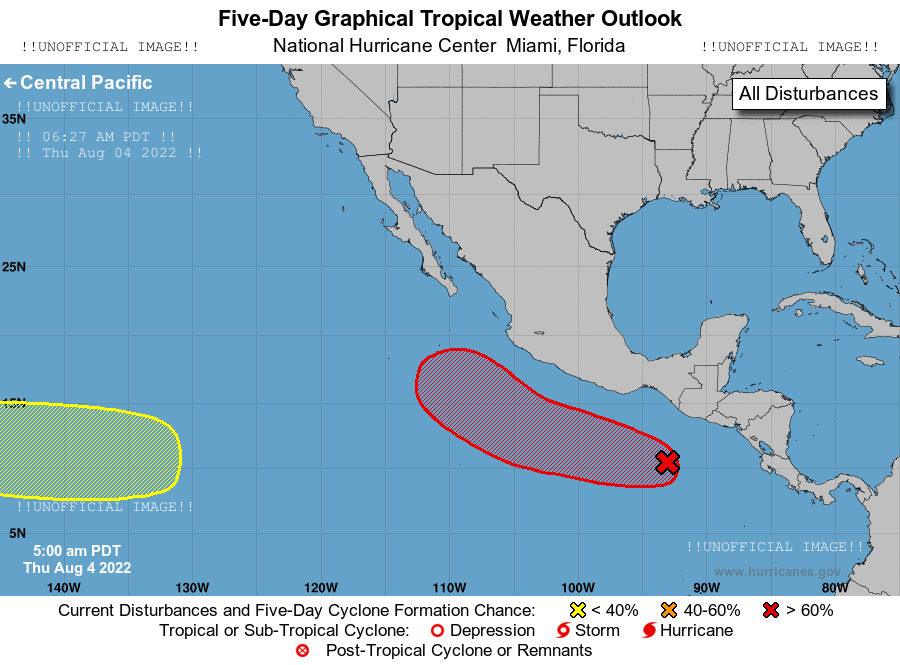 Five-Day Graphical Tropical Weather Outlook
!!UNOFFICIAL IMAGE!! National Hurricane Center  Miami, Florida !!UNOFFICIAL IMAGE!!
← Central Pacific
All Disturbances
!!UNOFFICIAL IMAGE!!
35N
!! 06:27 AM PDT !!
!! Thu Aug 04 2022 !!
25N
15N
!!UNOFFICIAL IMAGE!!
5N
!!UNOFFICIAL IMAGE!!
5:00 am PDT
Thu Aug 4 2022
www.hurricanes.gov
140W 130W 120W 110W 100W 90W 80W
Current Disturbances and Five-Day Cyclone Formation Chance: < 40% 40-60% > 60%
Tropical or Sub-Tropical Cyclone: Depression Storm Hurricane
Post-Tropical Cyclone or Remnants